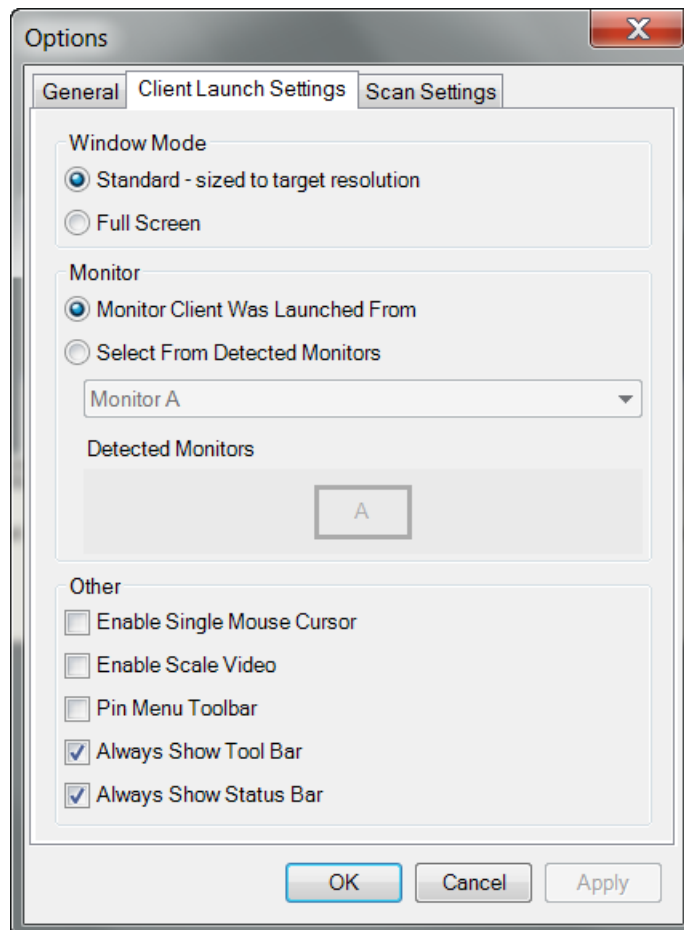 Options
General Client Launch Settings Scan Settings
Window Mode
Standard - sized to target resolution
Full Screen
Monitor
Monitor Client Was Launched From
Select From Detected Monitors
Monitor A
Detected Monitors
A
Other
Enable Single Mouse Cursor
Enable Scale Video
Pin Menu Toolbar
Always Show Tool Bar
Always Show Status Bar
OK Cancel Apply